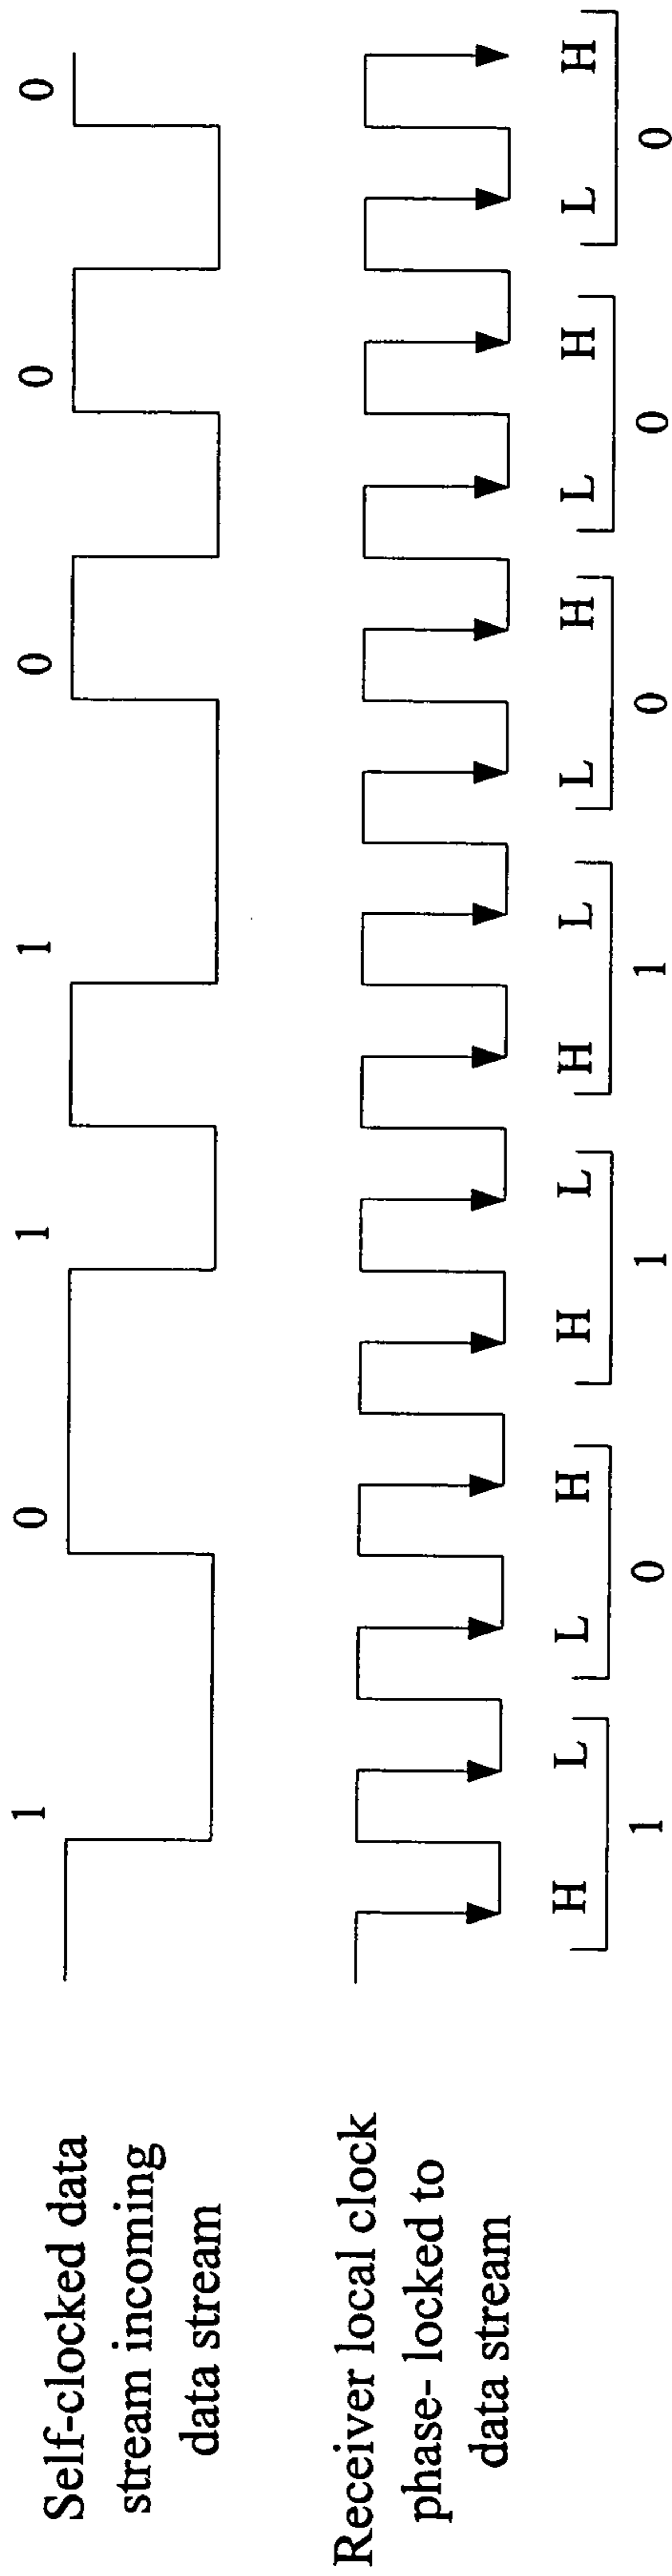 1 0 1 1 0 0 0
Self-clocked data
stream incoming
data stream
Receiver local clock
phase- locked to
data stream
H L L H H L H L L H L H L H
1 0 1 1 0 0 0